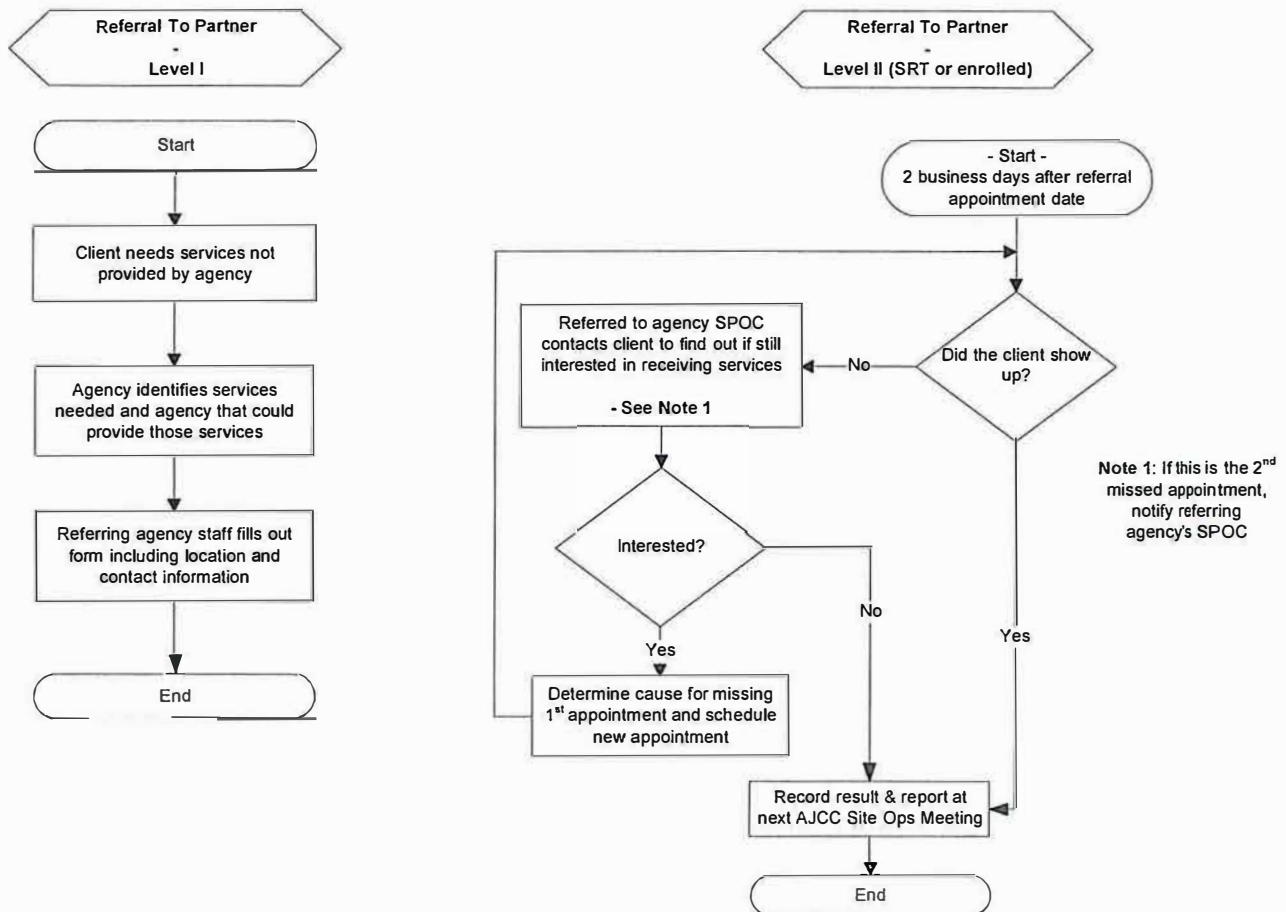 Referral To Partner
-
Level I
Start
Client needs services not
provided by agency
Agency identifies services
needed and agency that could
provide those services
Referring agency staff fills out
form including location and
contact information
End
Referral To Partner
-
Level II (SRT or enrolled)
- Start -
2 business days after referral
appointment date
Did the client show
up?
No
Referred to agency SPOC
contacts client to find out if still
interested in receiving services
- See Note 1
Note 1: If this is the 2nd
missed appointment,
notify referring
agency's SPOC
Interested?
No
Yes
Yes
Determine cause for missing
1st appointment and schedule
new appointment
Record result & report at
next AJCC Site Ops Meeting
End